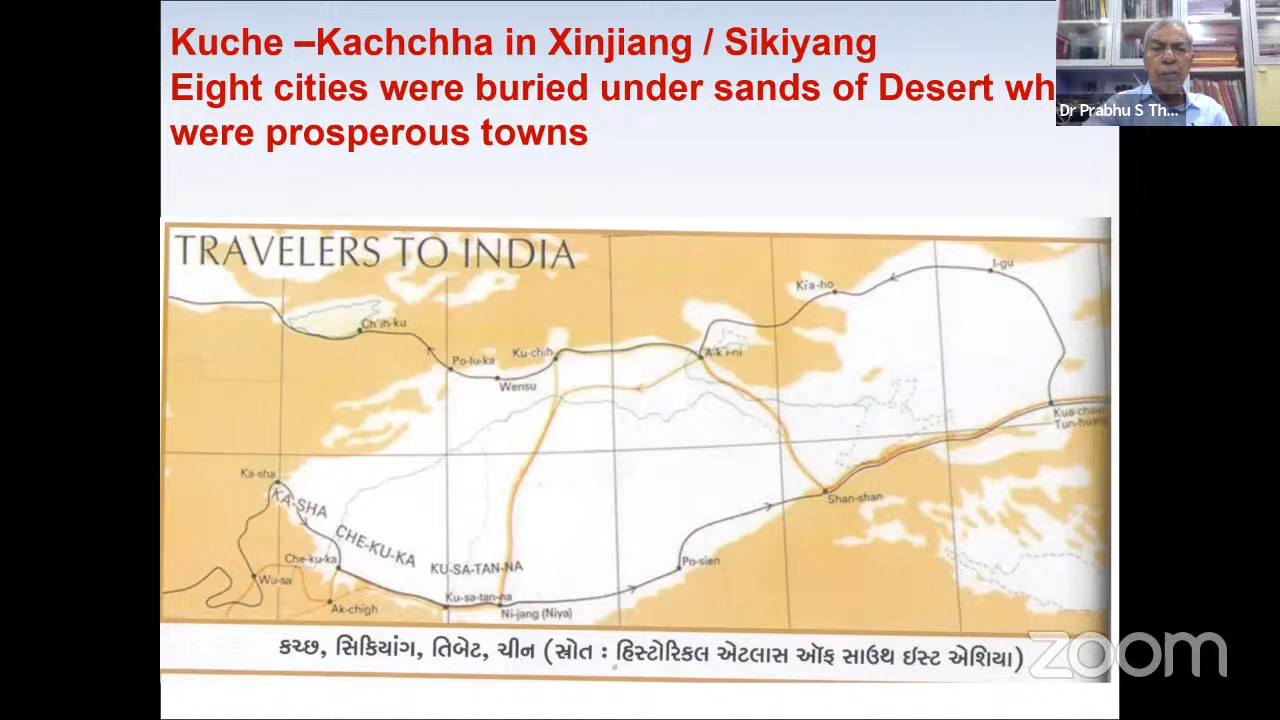 Kuche –Kachchha in Xinjiang / Sikiyang
Eight cities were buried under sands of Desert wh
were prosperous towns
Dr Prabhu S Th...
TRAVELERS TO INDIA
I-gu
Kia-ho
Ch'ih-ku
Ku-chih
A-k i-ni
Po-lu-ka
Wensu
Kua-chau
Tun-huang
Ka-sha
KA-SHA
Shan-shan
CHE-KU-KA
Che-ku-ka
KU-SA-TAN-NA
Po-sien
Wu-sa
Ku-sa-tan-na
Ak-chigh
Ni-jang (Niya)
કચ્છ, સિકિયાંગ, તિબેટ, ચીન (સ્રોત : હિસ્ટોરિકલ એટલાસ ઑફ સાઉથ ઇસ્ટ એશિયા)
zoom